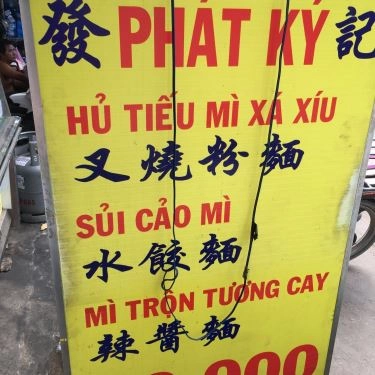 發 PHÁT KÝ 記
HỦ TIẾU MÌ XÁ XÍU
叉燒粉麵
SỦI CẢO MÌ
水餃麵
MÌ TRỘN TƯƠNG CAY
辣醬麵
.000